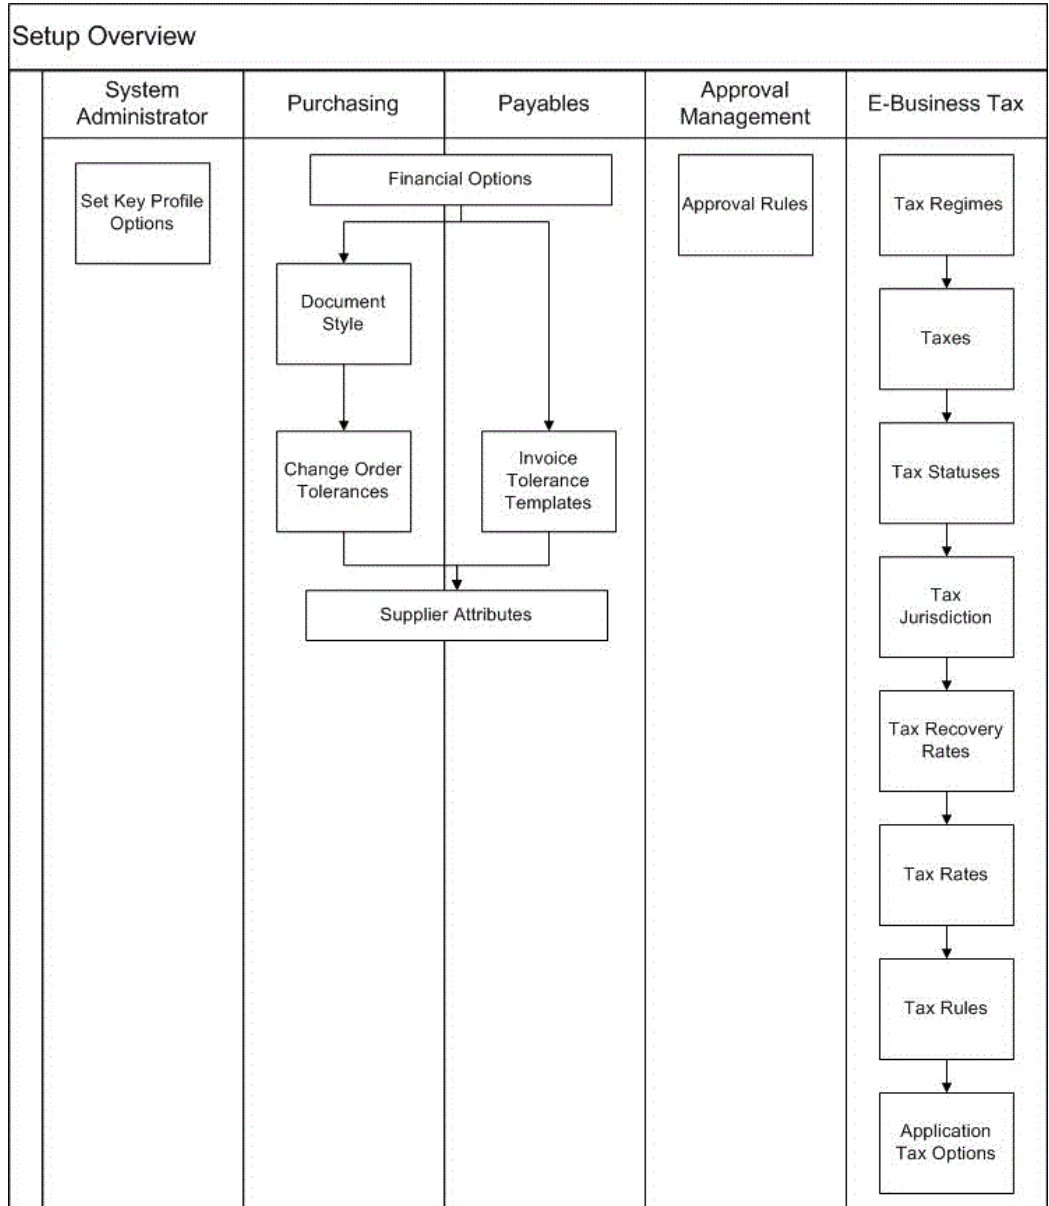 Setup Overview
System
Administrator
Purchasing
Payables
Approval
Management
E-Business Tax
Set Key Profile
Options
Financial Options
Approval Rules
Tax Regimes
Document
Style
Taxes
Change Order
Tolerances
Invoice
Tolerance
Templates
Tax Statuses
Supplier Attributes
Tax
Jurisdiction
Tax Recovery
Rates
Tax Rates
Tax Rules
Application
Tax Options